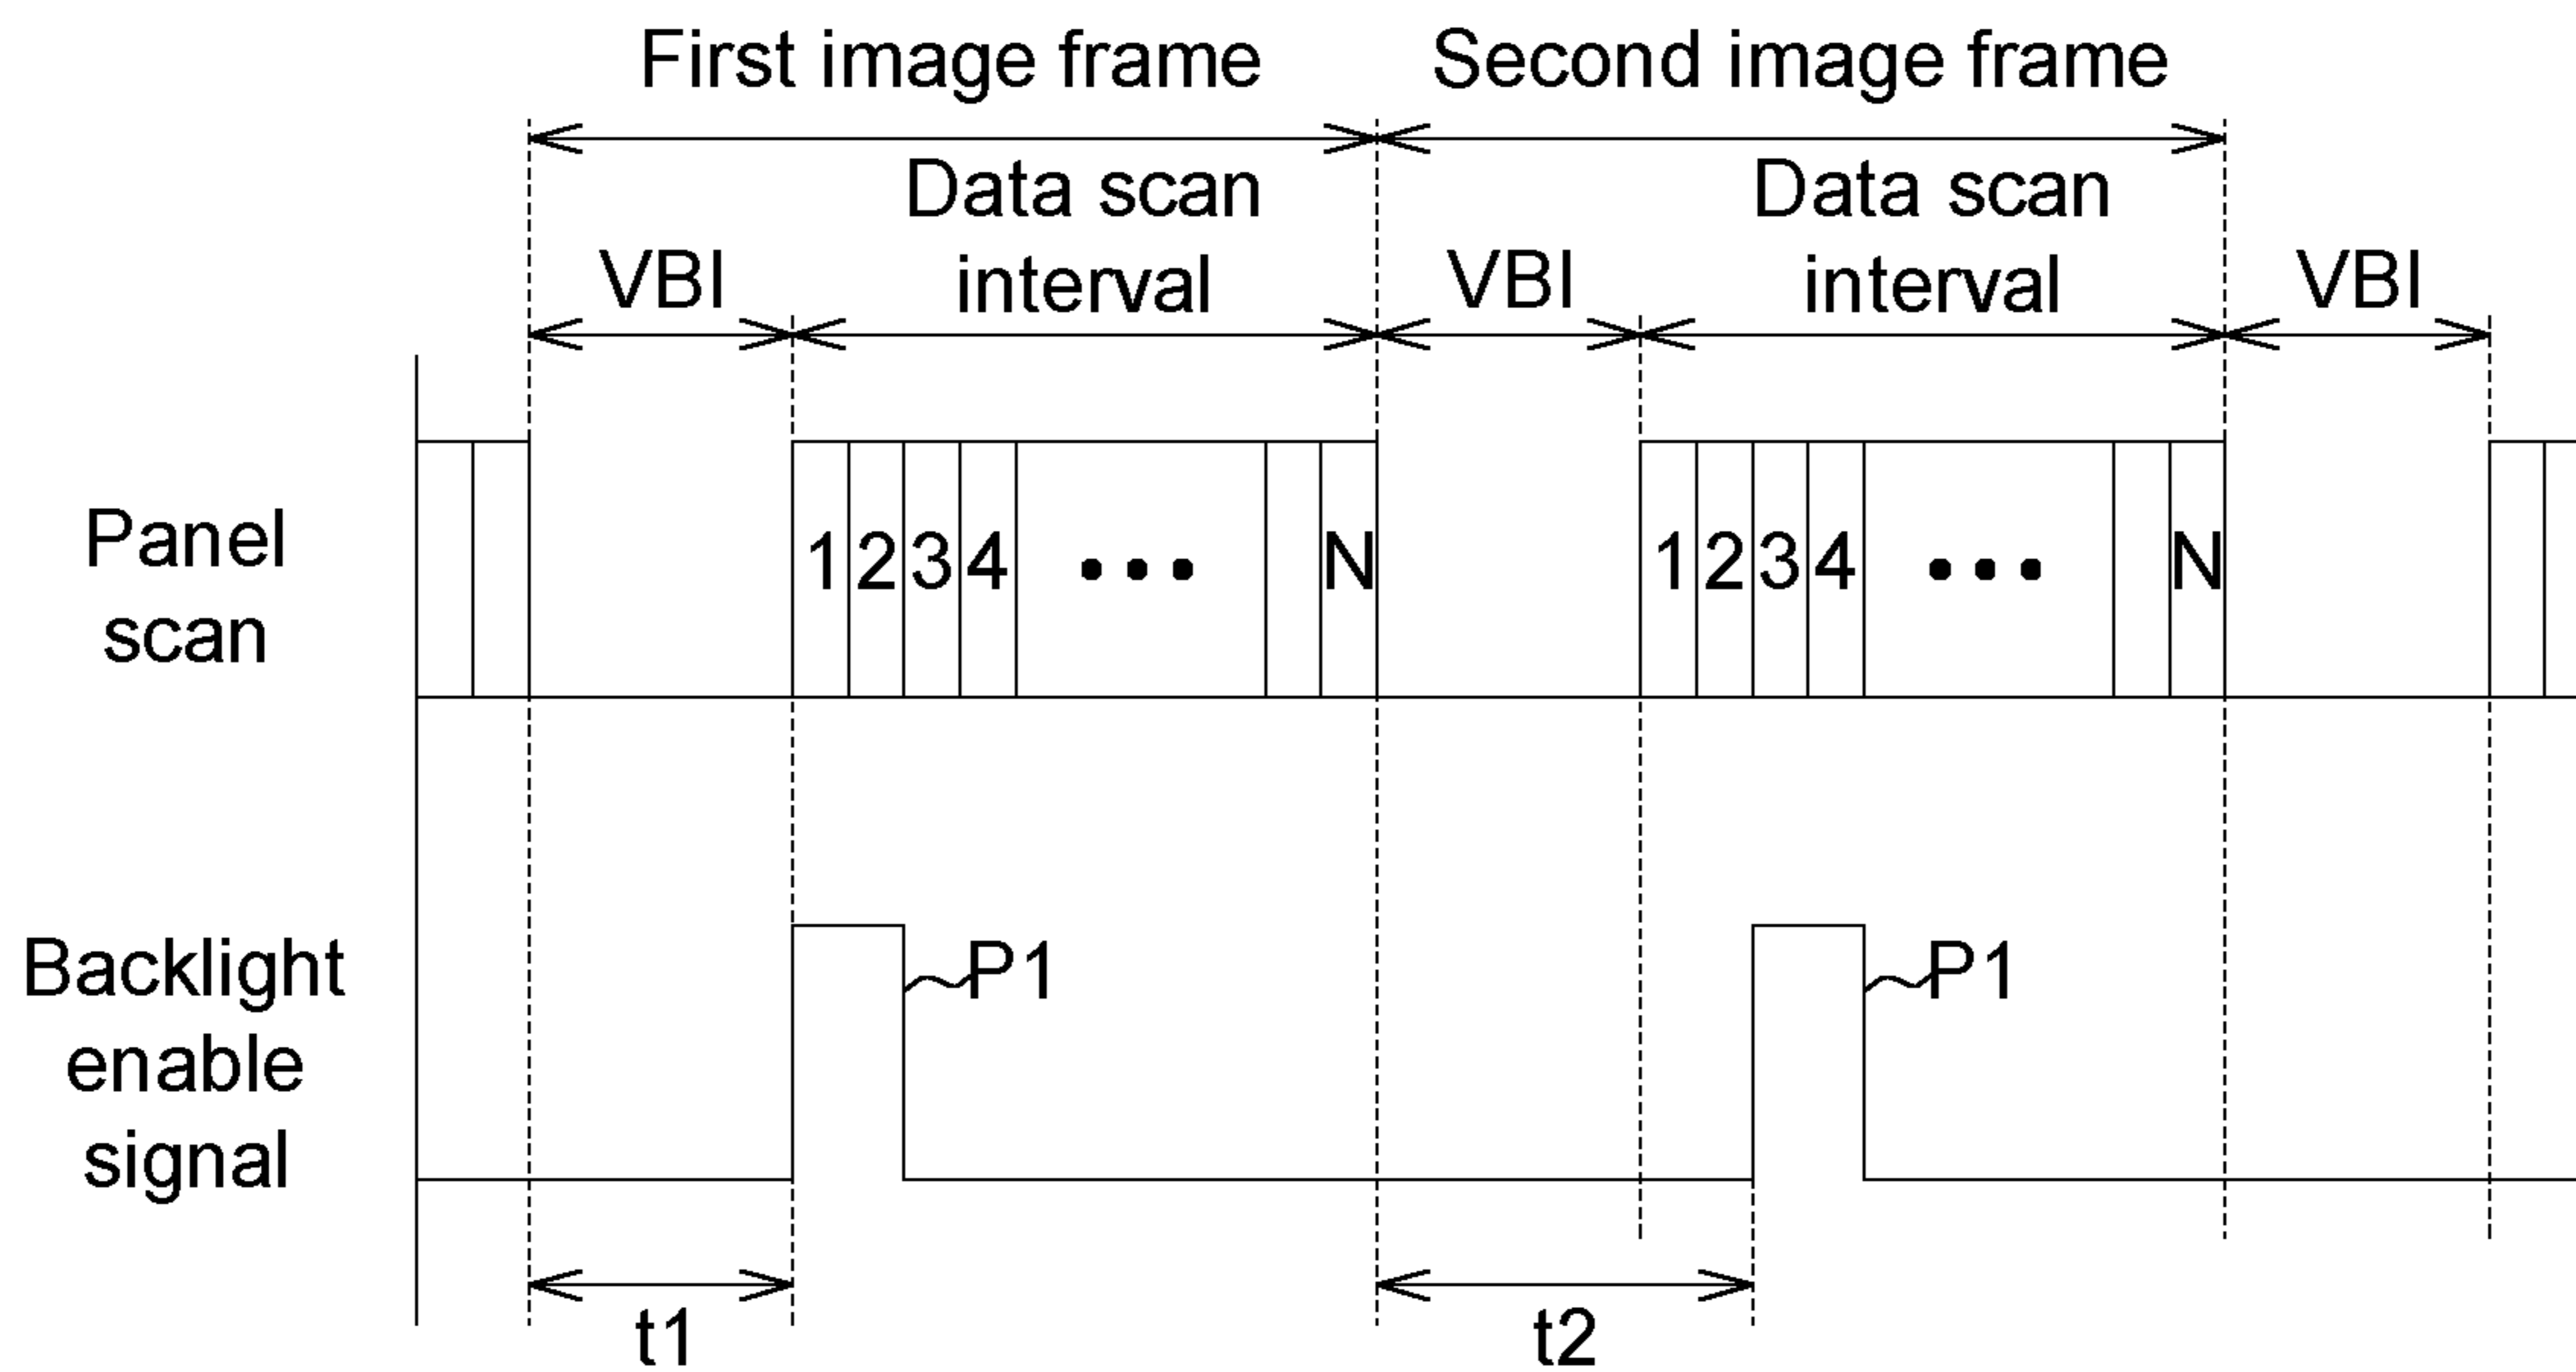 First image frame
Second image frame
Data scan
interval
Data scan
interval
VBI
VBI
VBI
Panel
scan
1 2 3 4 ••• N
1 2 3 4 ••• N
Backlight
enable
signal
P1
P1
t1
t2